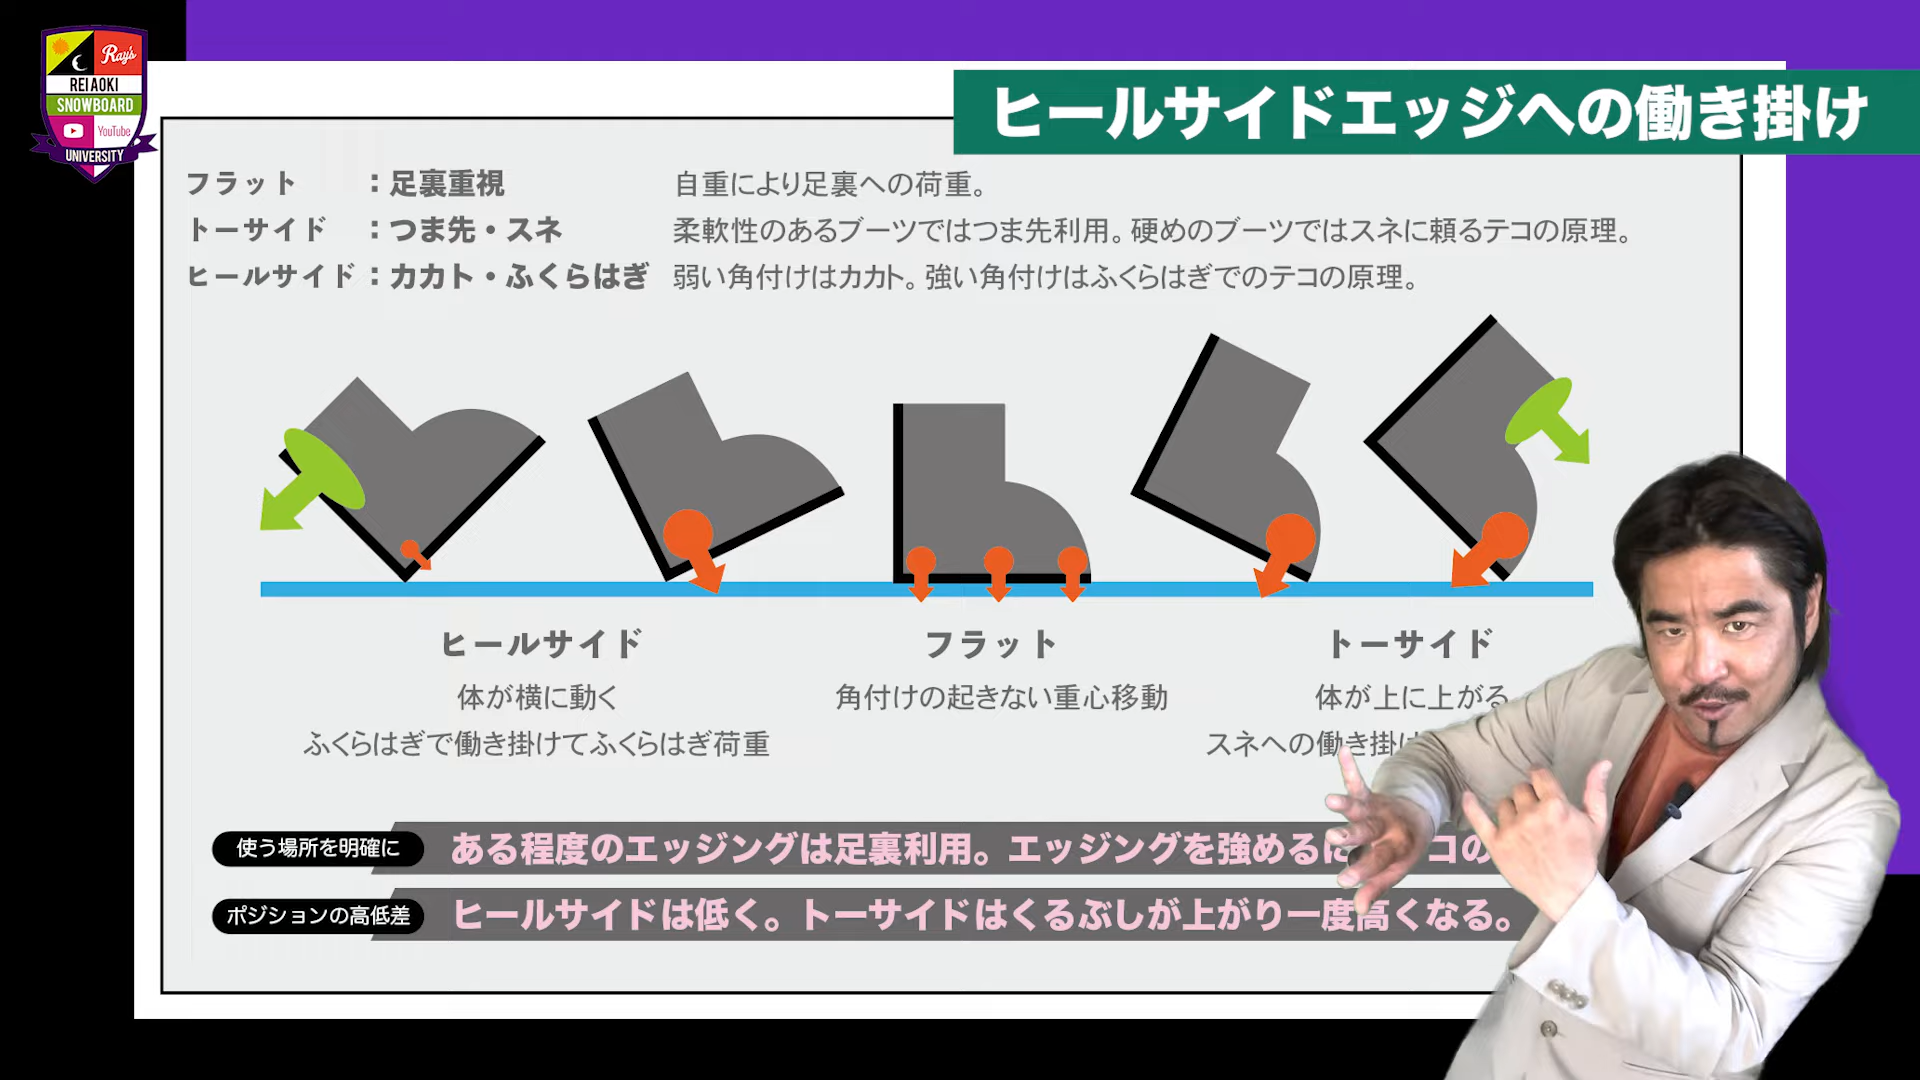 Ray's
REI AOKI
SNOWBOARD
YouTube
UNIVERSITY
ヒールサイドエッジへの働き掛け
フラット ：足裏重視 自重により足裏への荷重。
トーサイド ：つま先・スネ 柔軟性のあるブーツではつま先利用。硬めのブーツではスネに頼るテコの原理。
ヒールサイド：カカト・ふくらはぎ 弱い角付けはカカト。強い角付けはふくらはぎでのテコの原理。
ヒールサイド フラット トーサイド
体が横に動く 角付けの起きない重心移動 体が上に上がる
ふくらはぎで働き掛けてふくらはぎ荷重 スネへの働き掛け
使う場所を明確に ある程度のエッジングは足裏利用。エッジングを強めるに コの
ポジションの高低差 ヒールサイドは低く。トーサイドはくるぶしが上がり一度高くなる。